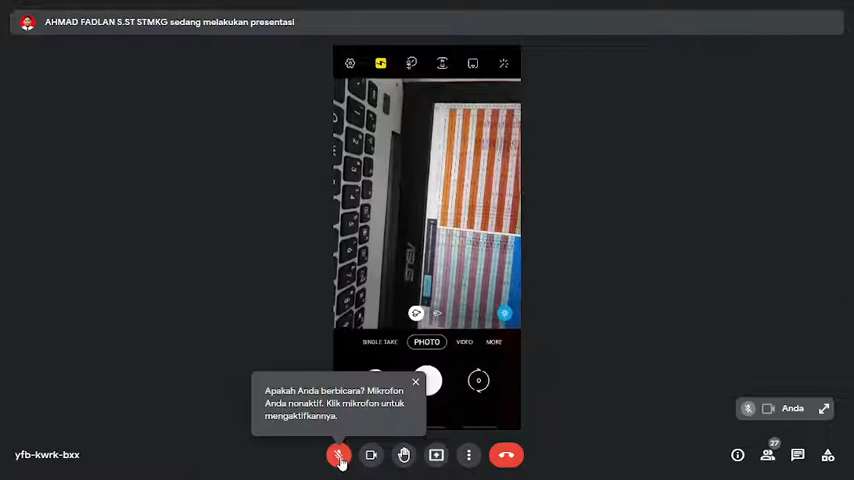 AHMAD FADLAN S.ST STMKG sedang melakukan presentasi
ASUS
SINGLE TAKE
PHOTO
VIDEO
MORE
Apakah Anda berbicara? Mikrofon
Anda nonaktif. Klik mikrofon untuk
mengaktifkannya.
Anda
yfb-kwrk-bxx
27